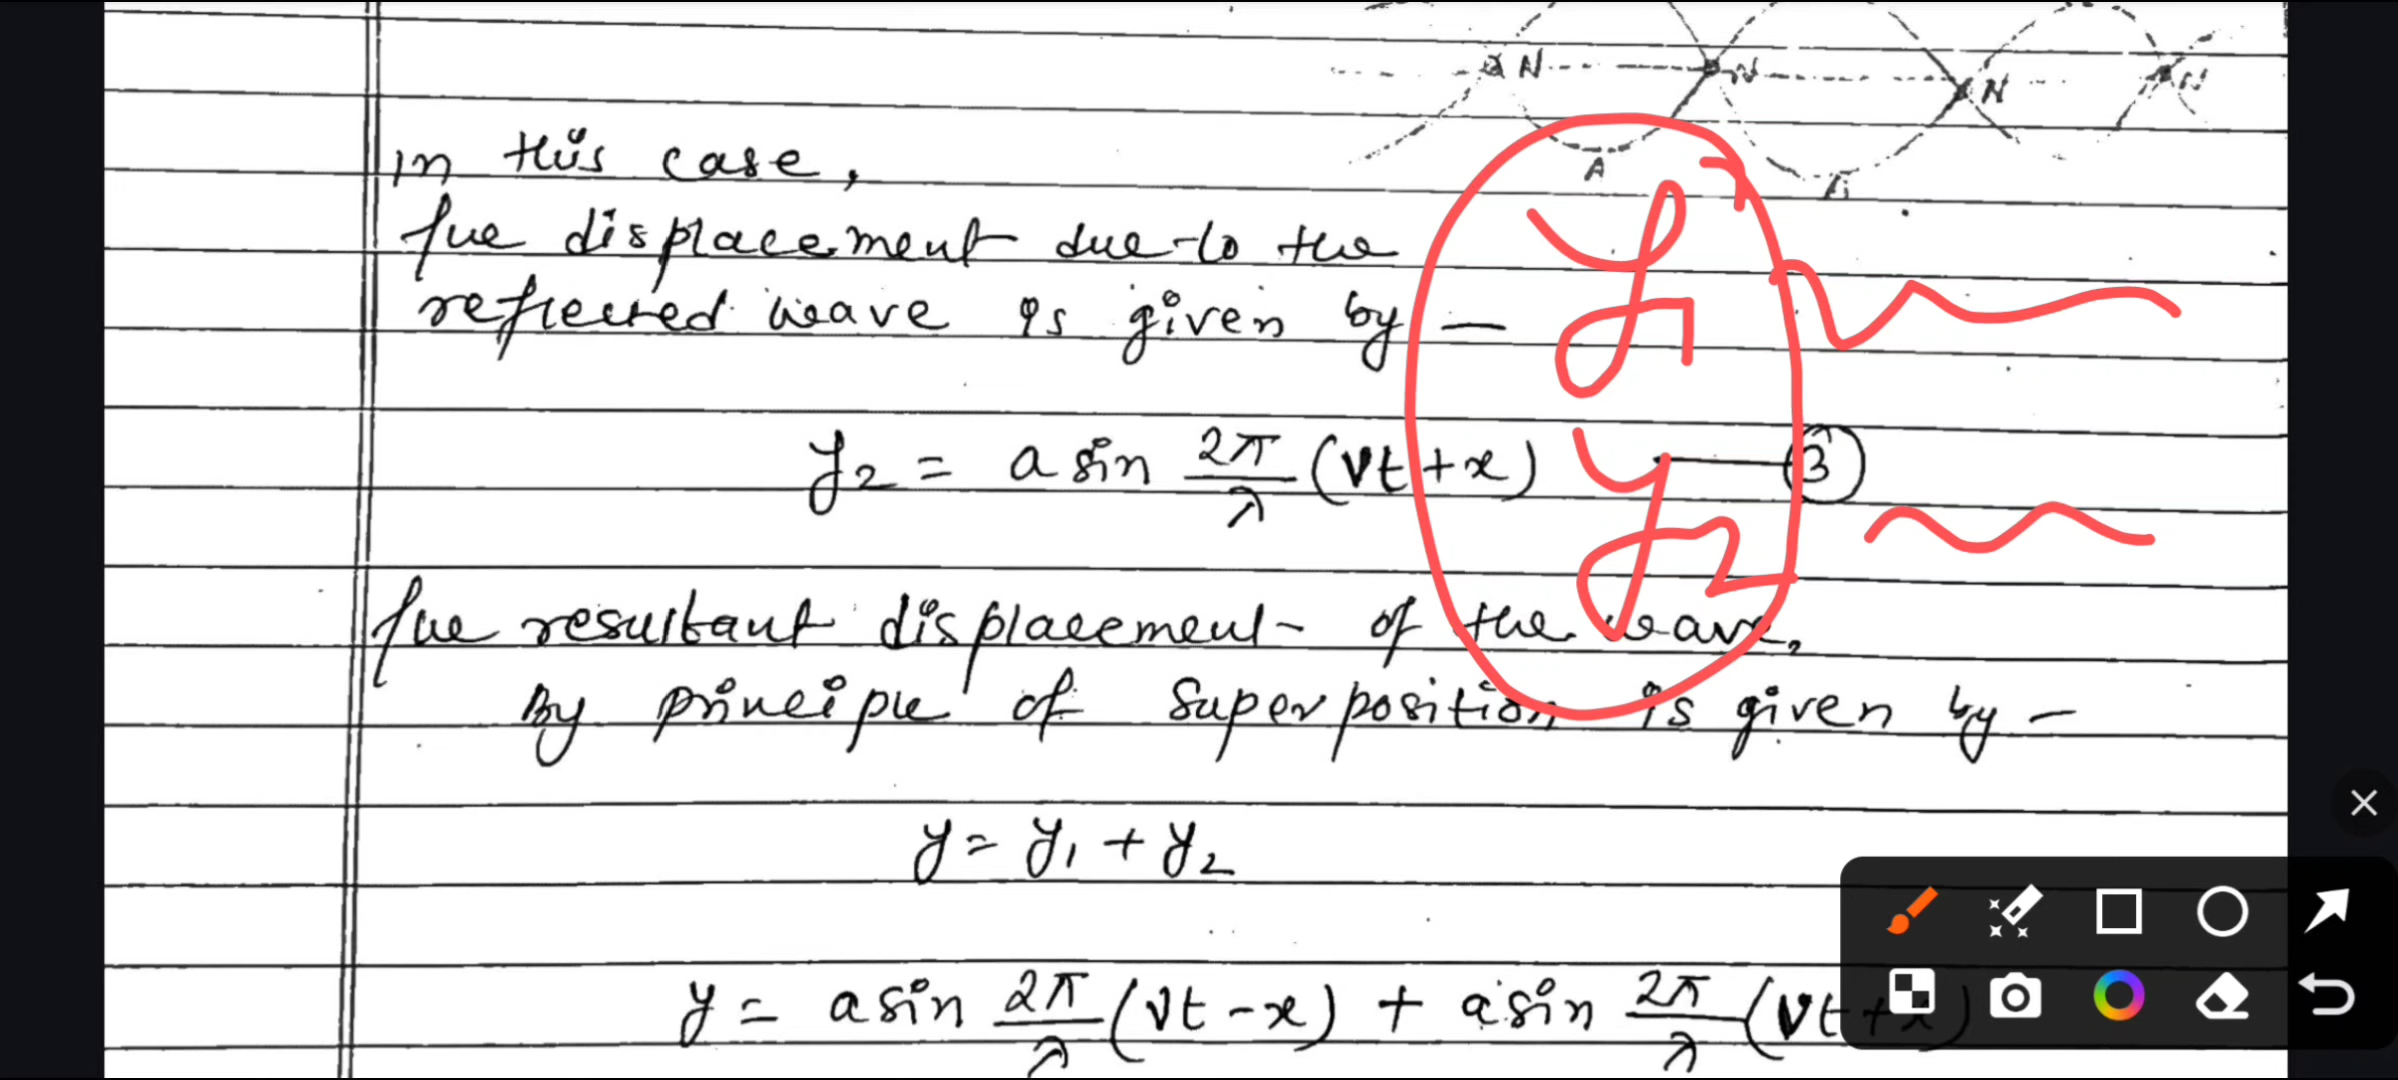 N N N N
A A
In this case,
The displacement due to the
reflected wave is given by —
y₁
y₂ = a sin 2π/λ (vt + x) — ③
y₂
The resultant displacement of the wave,
By principle of superposition is given by —
y = y₁ + y₂
y = a sin 2π/λ (vt - x) + a sin 2π/λ (vt + x)